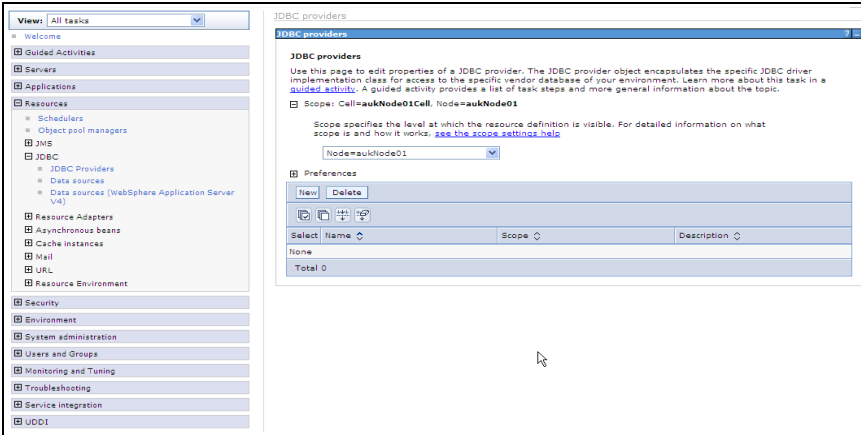 View: All tasks
Welcome
Guided Activities
Servers
Applications
Resources
Schedulers
Object pool managers
JMS
JDBC
JDBC Providers
Data sources
Data sources (WebSphere Application Server
V4)
Resource Adapters
Asynchronous beans
Cache instances
Mail
URL
Resource Environment
Security
Environment
System administration
Users and Groups
Monitoring and Tuning
Troubleshooting
Service integration
UDDI
JDBC providers
JDBC providers ? -
JDBC providers
Use this page to edit properties of a JDBC provider. The JDBC provider object encapsulates the specific JDBC driver
implementation class for access to the specific vendor database of your environment. Learn more about this task in a
guided activity. A guided activity provides a list of task steps and more general information about the topic.
Scope: Cell=aukNode01Cell, Node=aukNode01
Scope specifies the level at which the resource definition is visible. For detailed information on what
scope is and how it works, see the scope settings help
Node=aukNode01
Preferences
New Delete
Select Name Scope Description
None
Total 0